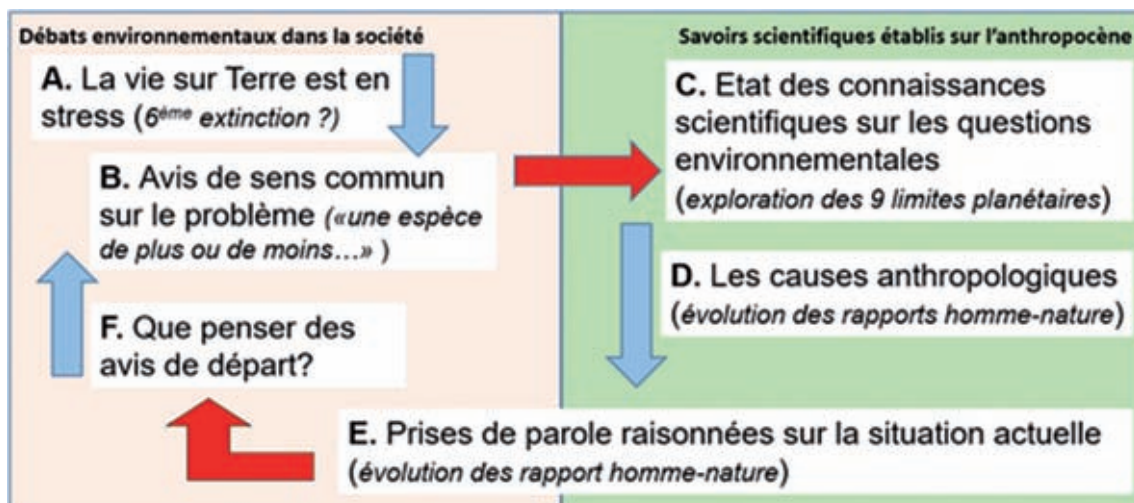 Débats environnementaux dans la société
A. La vie sur Terre est en
stress (6ème extinction ?)
B. Avis de sens commun
sur le problème («une espèce
de plus ou de moins...» )
F. Que penser des
avis de départ?
Savoirs scientifiques établis sur l'anthropocène
C. Etat des connaissances
scientifiques sur les questions
environnementales
(exploration des 9 limites planétaires)
D. Les causes anthropologiques
(évolution des rapports homme-nature)
E. Prises de parole raisonnées sur la situation actuelle
(évolution des rapport homme-nature)